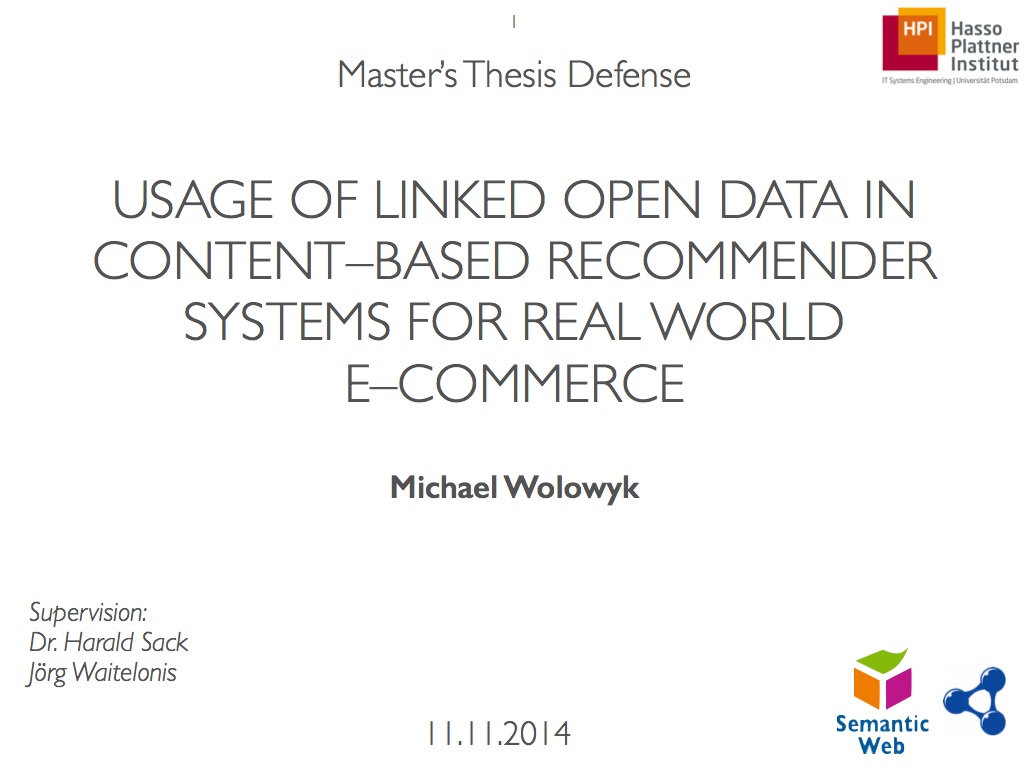 1
Master's Thesis Defense
HPI
Hasso
Plattner
Institut
IT Systems Engineering | Universität Potsdam
USAGE OF LINKED OPEN DATA IN
CONTENT–BASED RECOMMENDER
SYSTEMS FOR REAL WORLD
E–COMMERCE
Michael Wolowyk
Supervision:
Dr. Harald Sack
Jörg Waitelonis
Semantic
Web
11.11.2014